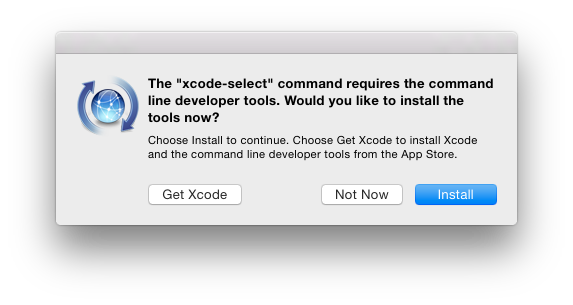 The "xcode-select" command requires the command
line developer tools. Would you like to install the
tools now?
Choose Install to continue. Choose Get Xcode to install Xcode
and the command line developer tools from the App Store.
Get Xcode
Not Now
Install